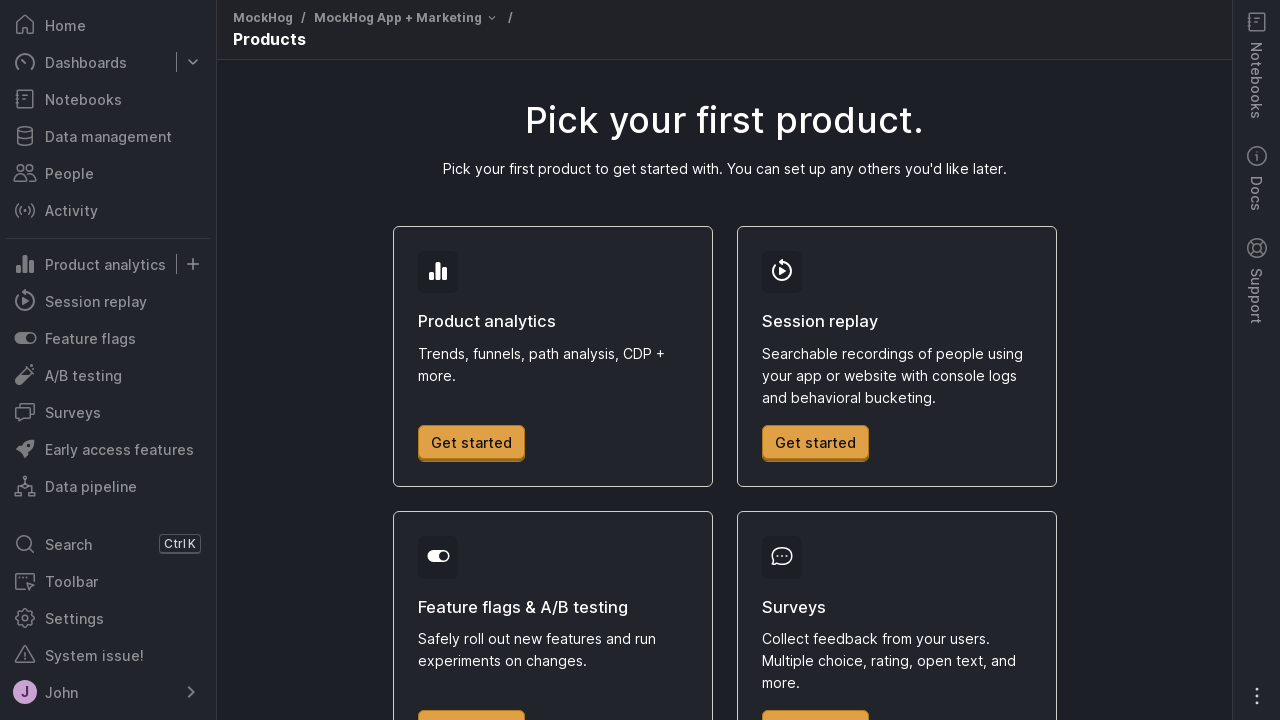 Home
Dashboards
Notebooks
Data management
People
Activity
Product analytics
Session replay
Feature flags
A/B testing
Surveys
Early access features
Data pipeline
Search Ctrl K
Toolbar
Settings
System issue!
J John
MockHog / MockHog App + Marketing /
Products
Pick your first product.
Pick your first product to get started with. You can set up any others you'd like later.
Product analytics
Trends, funnels, path analysis, CDP +
more.
Get started
Session replay
Searchable recordings of people using
your app or website with console logs
and behavioral bucketing.
Get started
Feature flags & A/B testing
Safely roll out new features and run
experiments on changes.
Surveys
Collect feedback from your users.
Multiple choice, rating, open text, and
more.
Notebooks
Docs
Support